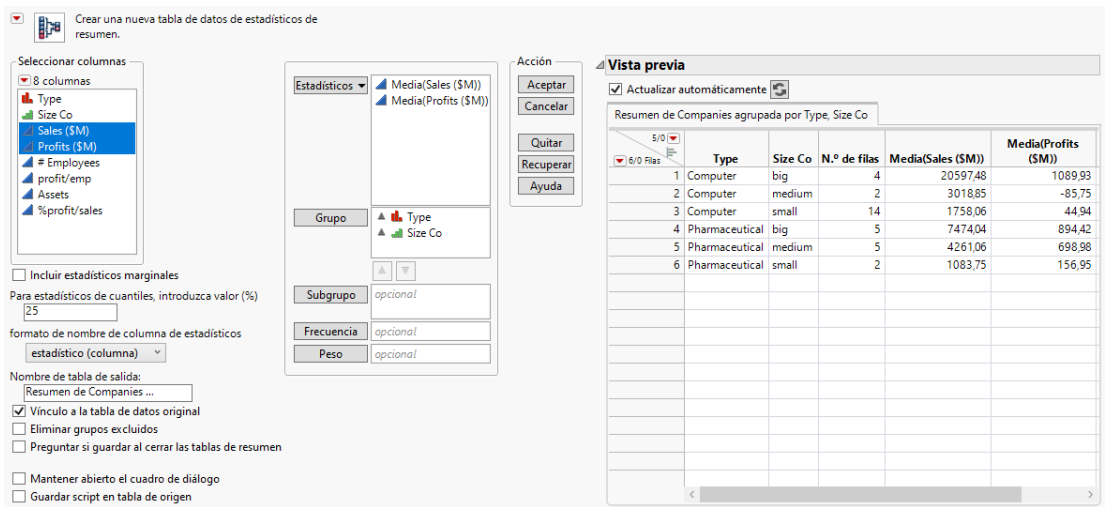 Crear una nueva tabla de datos de estadísticos de
resumen.
Seleccionar columnas
8 columnas
Type
Size Co
Sales ($M)
Profits ($M)
# Employees
profit/emp
Assets
%profit/sales
Incluir estadísticos marginales
Para estadísticos de cuantiles, introduzca valor (%)
25
formato de nombre de columna de estadísticos
estadístico (columna)
Nombre de tabla de salida:
Resumen de Companies ...
Vínculo a la tabla de datos original
Eliminar grupos excluidos
Preguntar si guardar al cerrar las tablas de resumen
Mantener abierto el cuadro de diálogo
Guardar script en tabla de origen
Estadísticos
Media(Sales ($M))
Media(Profits ($M))
Grupo
Type
Size Co
Subgrupo
opcional
Frecuencia
opcional
Peso
opcional
Acción
Aceptar
Cancelar
Quitar
Recuperar
Ayuda
Vista previa
Actualizar automáticamente
Resumen de Companies agrupada por Type, Size Co
5/0
6/0 Filas
Type Size Co N.º de filas Media(Sales ($M)) Media(Profits
($M))
1 Computer big 4 20597,48 1089,93
2 Computer medium 2 3018,85 -85,75
3 Computer small 14 1758,06 44,94
4 Pharmaceutical big 5 7474,04 894,42
5 Pharmaceutical medium 5 4261,06 698,98
6 Pharmaceutical small 2 1083,75 156,95